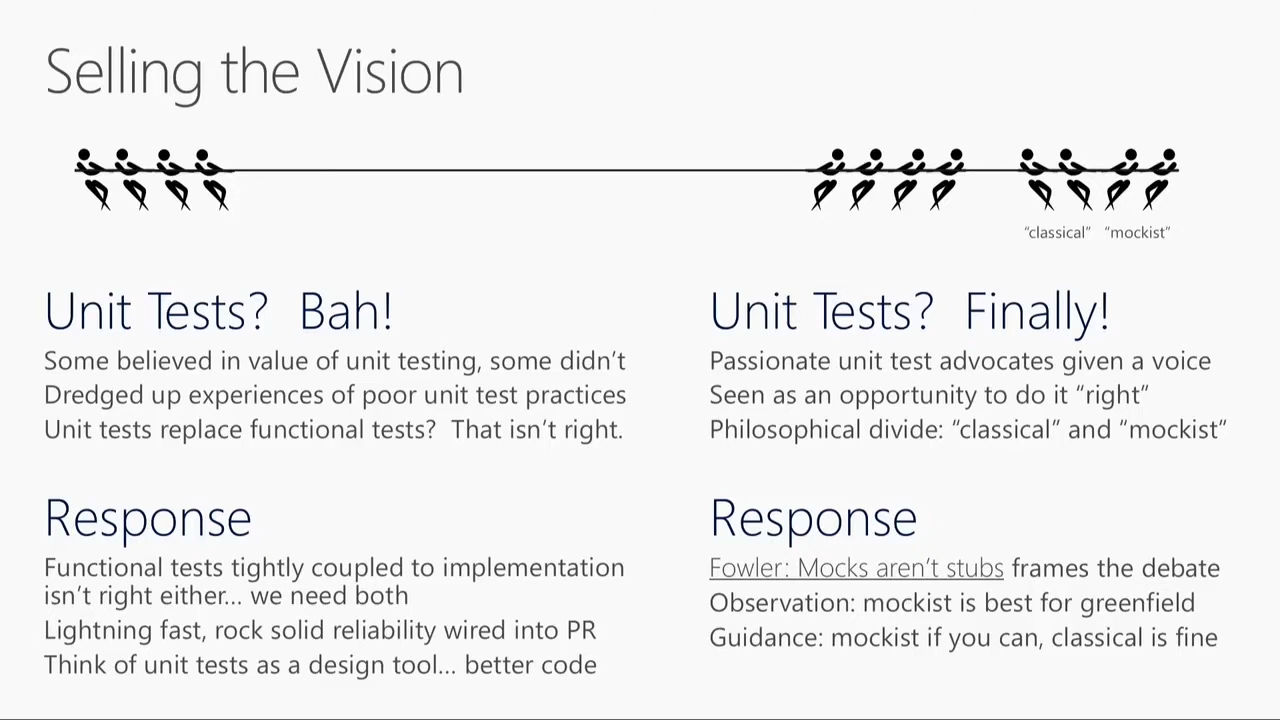 Selling the Vision
“classical” “mockist”
Unit Tests? Bah!
Some believed in value of unit testing, some didn’t
Dredged up experiences of poor unit test practices
Unit tests replace functional tests? That isn’t right.
Response
Functional tests tightly coupled to implementation
isn’t right either... we need both
Lightning fast, rock solid reliability wired into PR
Think of unit tests as a design tool... better code
Unit Tests? Finally!
Passionate unit test advocates given a voice
Seen as an opportunity to do it “right”
Philosophical divide: “classical” and “mockist”
Response
Fowler: Mocks aren’t stubs frames the debate
Observation: mockist is best for greenfield
Guidance: mockist if you can, classical is fine